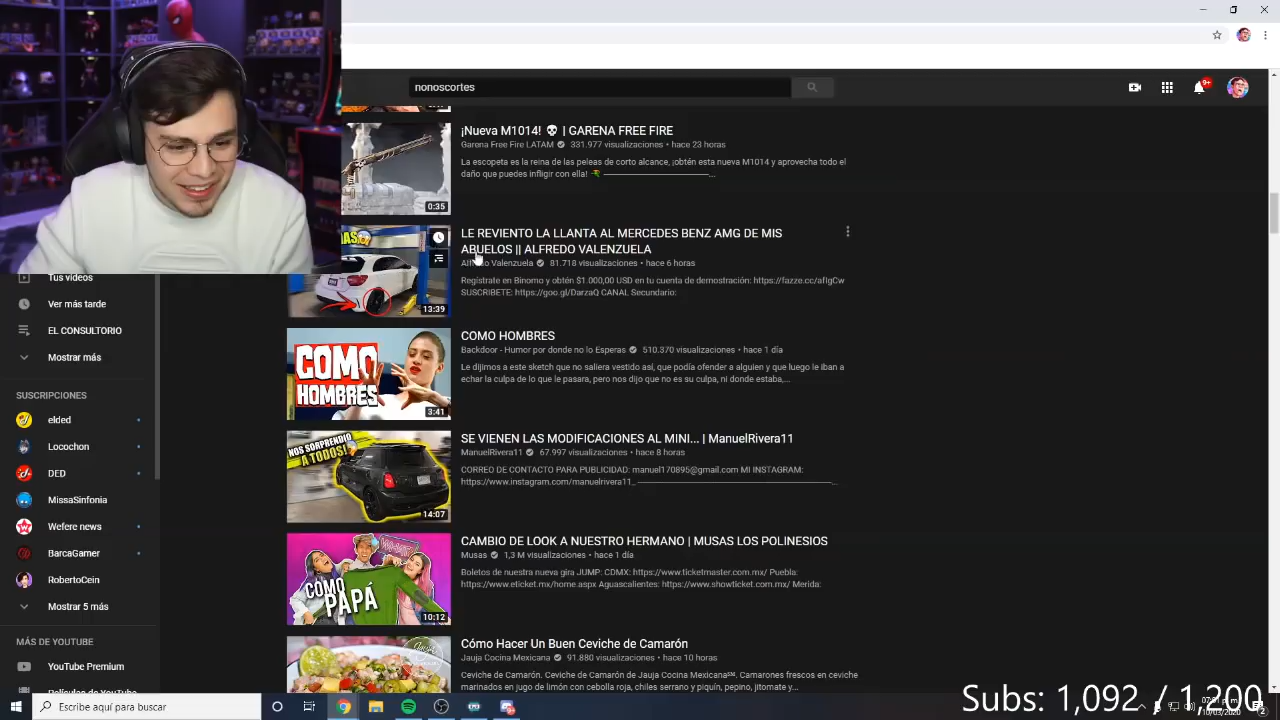 nonoscortes
9+
¡Nueva M1014! 💀 | GARENA FREE FIRE
Garena Free Fire LATAM 331.977 visualizaciones • hace 23 horas
La escopeta es la reina de las peleas de corto alcance, ¡obtén esta nueva M1014 y aprovecha todo el
daño que puedes infligir con ella! ...
0:35
LE REVIENTO LA LLANTA AL MERCEDES BENZ AMG DE MIS
ABUELOS || ALFREDO VALENZUELA
Alfredo Valenzuela 81.718 visualizaciones • hace 6 horas
Regístrate en Binomo y obtén $1.000,00 USD en tu cuenta de demostración: https://fazze.cc/afIgCw
SUSCRIBETE: https://goo.gl/DarzaQ CANAL Secundario:
13:39
COMO HOMBRES
Backdoor - Humor por donde no lo Esperas 510.370 visualizaciones • hace 1 día
Le dijimos a este sketch que no saliera vestido así, que podía ofender a alguien y que luego le iban a
echar la culpa de lo que le pasara, pero nos dijo que no es su culpa, ni donde estaba,...
COMO
HOMBRES
3:41
SE VIENEN LAS MODIFICACIONES AL MINI... | ManuelRivera11
ManuelRivera11 67.997 visualizaciones • hace 8 horas
CORREO DE CONTACTO PARA PUBLICIDAD: manuel170895@gmail.com MI INSTAGRAM:
https://www.instagram.com/manuelrivera11_ ...
NOS SORPRENDIO
A TODOS!
14:07
CAMBIO DE LOOK A NUESTRO HERMANO | MUSAS LOS POLINESIOS
Musas 1,3 M visualizaciones • hace 1 día
Boletos de nuestra nueva gira JUMP: CDMX: https://www.ticketmaster.com.mx/ Puebla:
https://www.eticket.mx/home.aspx Aguascalientes: https://www.showticket.com.mx/ Merida:
COMO
PAPÁ
10:12
Cómo Hacer Un Buen Ceviche de Camarón
Jauja Cocina Mexicana 91.880 visualizaciones • hace 10 horas
Ceviche de Camarón. Ceviche de Camarón de Jauja Cocina Mexicana℠. Camarones frescos en ceviche
marinados en jugo de limón con cebolla roja, chiles serrano y piquín, pepino, jitomate y...
Tus vídeos
Ver más tarde
EL CONSULTORIO
Mostrar más
SUSCRIPCIONES
elded
Locochon
DED
MissaSinfonia
Wefere news
BarcaGamer
RobertoCein
Mostrar 5 más
MÁS DE YOUTUBE
YouTube Premium
Películas de YouTube
Escribe aquí para buscar
Subs: 1,092 / 1,200